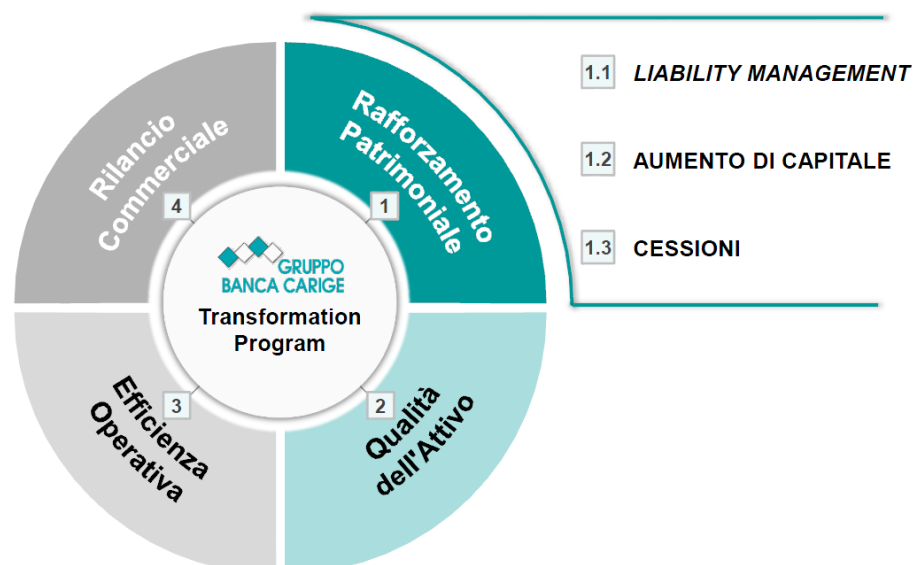 Rilancio
Commerciale
4
Rafforzamento
Patrimoniale
1
1.1 LIABILITY MANAGEMENT
1.2 AUMENTO DI CAPITALE
1.3 CESSIONI
GRUPPO
BANCA CARIGE
Transformation
Program
3
Efficienza
Operativa
2
Qualità
dell'Attivo